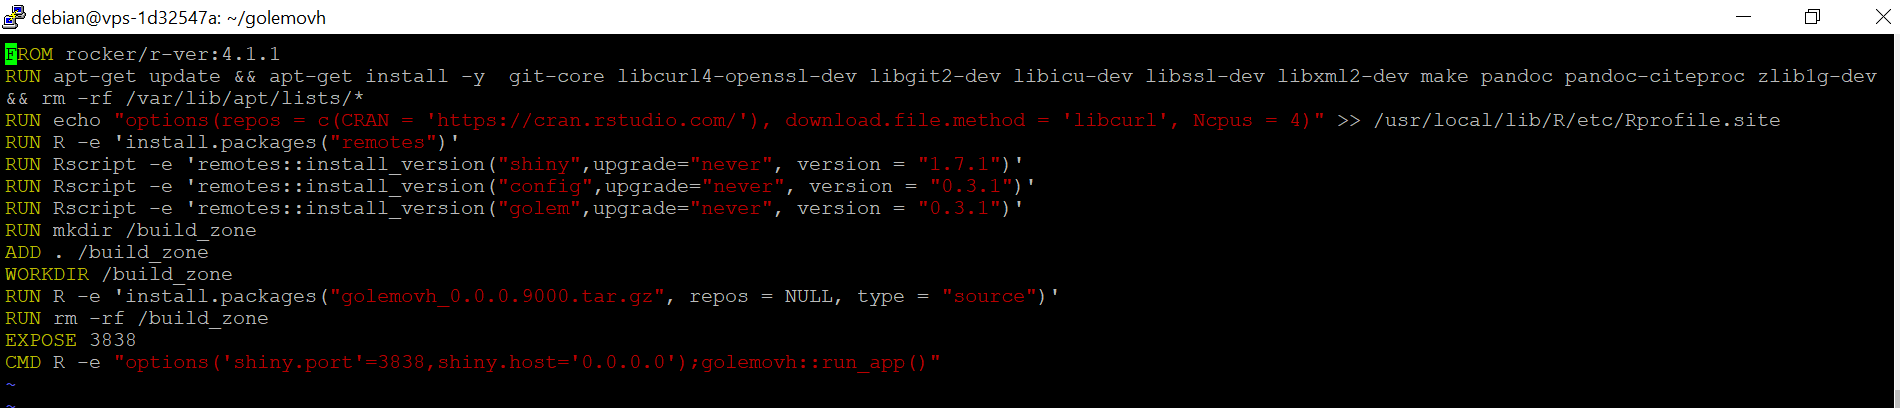 debian@vps-1d32547a: ~/golemovh
FROM rocker/r-ver:4.1.1
RUN apt-get update && apt-get install -y  git-core libcurl4-openssl-dev libgit2-dev libicu-dev libssl-dev libxml2-dev make pandoc pandoc-citeproc zlib1g-dev
&& rm -rf /var/lib/apt/lists/*
RUN echo "options(repos = c(CRAN = 'https://cran.rstudio.com/'), download.file.method = 'libcurl', Ncpus = 4)" >> /usr/local/lib/R/etc/Rprofile.site
RUN R -e 'install.packages("remotes")'
RUN Rscript -e 'remotes::install_version("shiny",upgrade="never", version = "1.7.1")'
RUN Rscript -e 'remotes::install_version("config",upgrade="never", version = "0.3.1")'
RUN Rscript -e 'remotes::install_version("golem",upgrade="never", version = "0.3.1")'
RUN mkdir /build_zone
ADD . /build_zone
WORKDIR /build_zone
RUN R -e 'install.packages("golemovh_0.0.0.9000.tar.gz", repos = NULL, type = "source")'
RUN rm -rf /build_zone
EXPOSE 3838
CMD R -e "options('shiny.port'=3838,shiny.host='0.0.0.0');golemovh::run_app()"
~
~